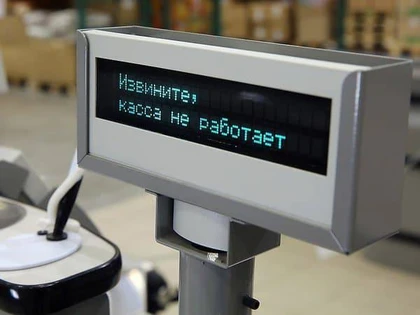 Извините,
касса не работает